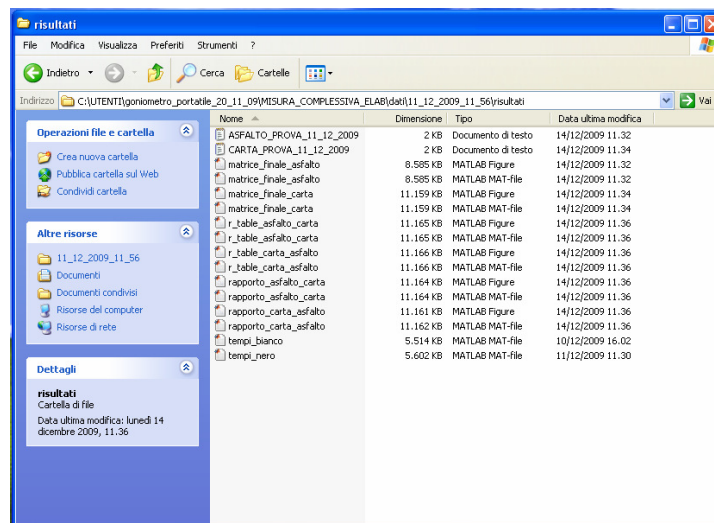 risultati
File Modifica Visualizza Preferiti Strumenti ?
Indietro Cerca Cartelle
Indirizzo C:\UTENTI\goniometro_portatile_20_11_09\MISURA_COMPLESSIVA_ELAB\dati\11_12_2009_11_56\risultati Vai
Operazioni file e cartella
Crea nuova cartella
Pubblica cartella sul Web
Condividi cartella
Altre risorse
11_12_2009_11_56
Documenti
Documenti condivisi
Risorse del computer
Risorse di rete
Dettagli
risultati
Cartella di file
Data ultima modifica: lunedì 14
dicembre 2009, 11.36
Nome Dimensione Tipo Data ultima modifica
ASFALTO_PROVA_11_12_2009 2 KB Documento di testo 14/12/2009 11.32
CARTA_PROVA_11_12_2009 2 KB Documento di testo 14/12/2009 11.34
matrice_finale_asfalto 8.585 KB MATLAB Figure 14/12/2009 11.32
matrice_finale_asfalto 8.585 KB MATLAB MAT-file 14/12/2009 11.32
matrice_finale_carta 11.159 KB MATLAB Figure 14/12/2009 11.34
matrice_finale_carta 11.159 KB MATLAB MAT-file 14/12/2009 11.34
r_table_asfalto_carta 11.165 KB MATLAB Figure 14/12/2009 11.36
r_table_asfalto_carta 11.165 KB MATLAB MAT-file 14/12/2009 11.36
r_table_carta_asfalto 11.166 KB MATLAB Figure 14/12/2009 11.36
r_table_carta_asfalto 11.166 KB MATLAB MAT-file 14/12/2009 11.36
rapporto_asfalto_carta 11.164 KB MATLAB Figure 14/12/2009 11.36
rapporto_asfalto_carta 11.164 KB MATLAB MAT-file 14/12/2009 11.36
rapporto_carta_asfalto 11.161 KB MATLAB Figure 14/12/2009 11.36
rapporto_carta_asfalto 11.162 KB MATLAB MAT-file 14/12/2009 11.36
tempi_bianco 5.514 KB MATLAB MAT-file 10/12/2009 16.02
tempi_nero 5.602 KB MATLAB MAT-file 11/12/2009 11.30